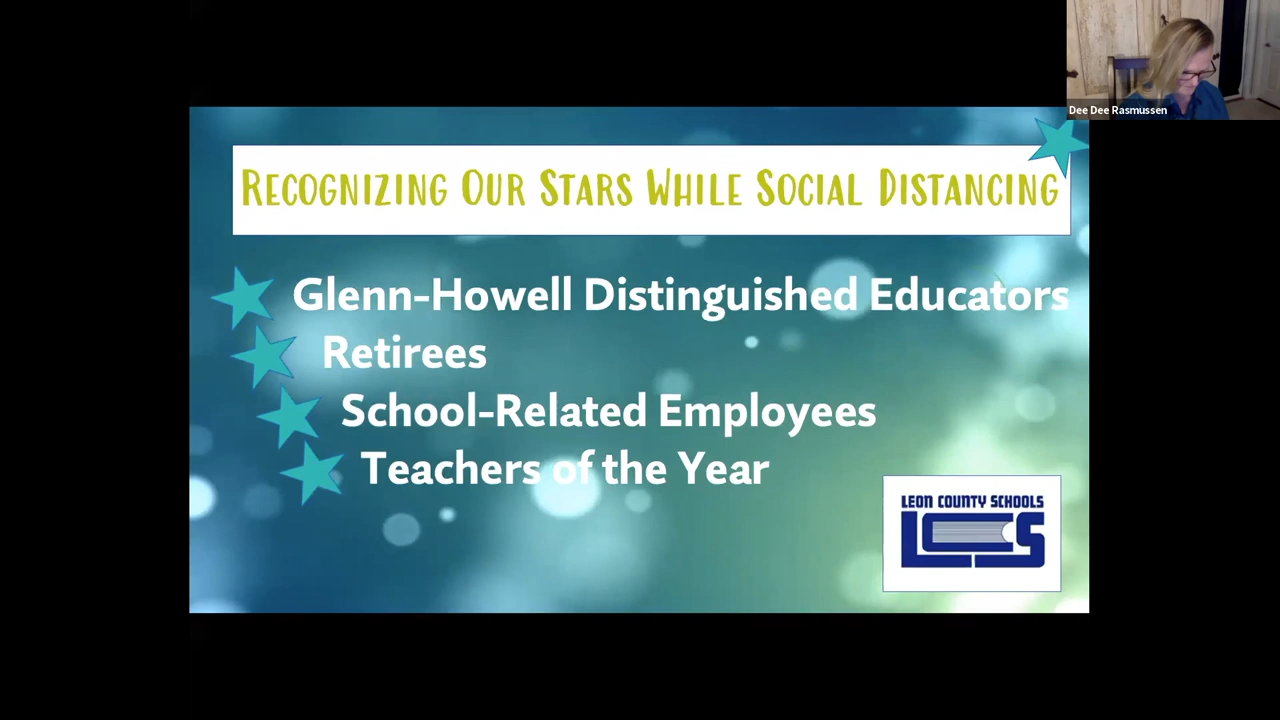 Dee Dee Rasmussen
Recognizing Our Stars While Social Distancing
Glenn-Howell Distinguished Educators
Retirees
School-Related Employees
Teachers of the Year
LEON COUNTY SCHOOLS
LCS